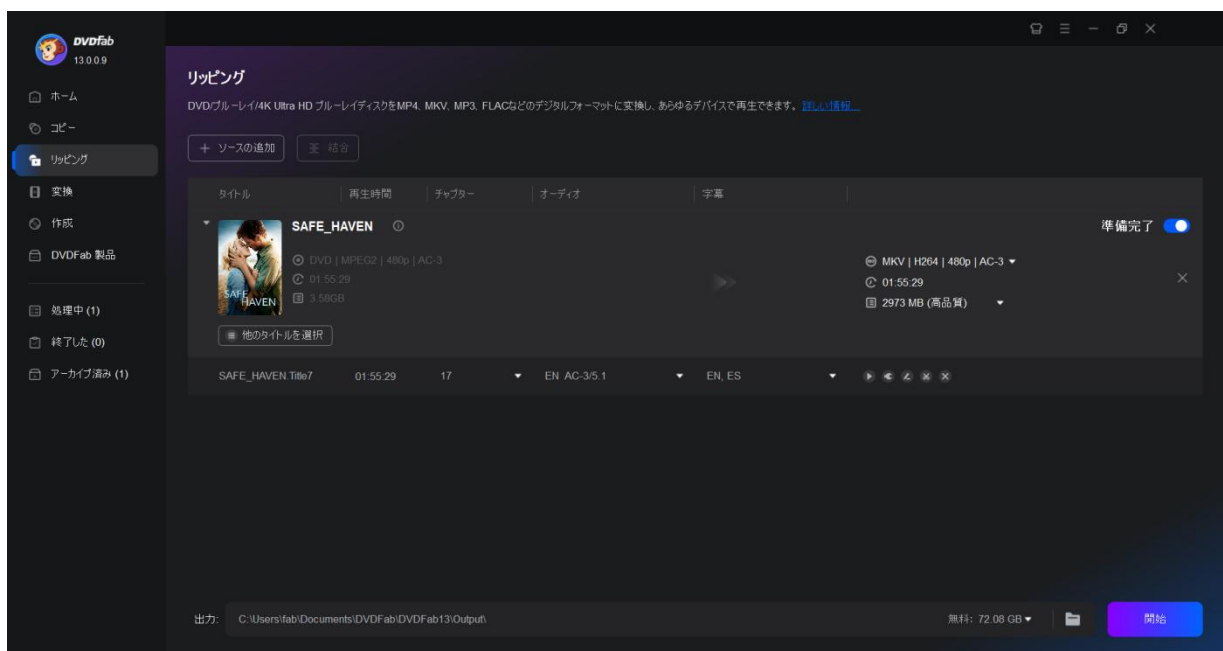 DVDFab
13.0.0.9
ホーム
コピー
リッピング
変換
作成
DVDFab 製品
処理中 (1)
終了した (0)
アーカイブ済み (1)
リッピング
DVD/ブルーレイ/4K Ultra HD ブルーレイディスクをMP4, MKV, MP3, FLACなどのデジタルフォーマットに変換し、あらゆるデバイスで再生できます。 詳しい情報...
+ ソースの追加 結合
タイトル 再生時間 チャプター オーディオ 字幕
SAFE HAVEN
SAFE_HAVEN 準備完了
DVD | MPEG2 | 480p | AC-3 MKV | H264 | 480p | AC-3
01:55:29 01:55:29
3.58GB 2973 MB (高品質)
他のタイトルを選択
SAFE_HAVEN.Title7 01:55:29 17 EN AC-3/5.1 EN, ES
出力: C:\Users\fab\Documents\DVDFab\DVDFab13\Output\ 無料: 72.08 GB 開始